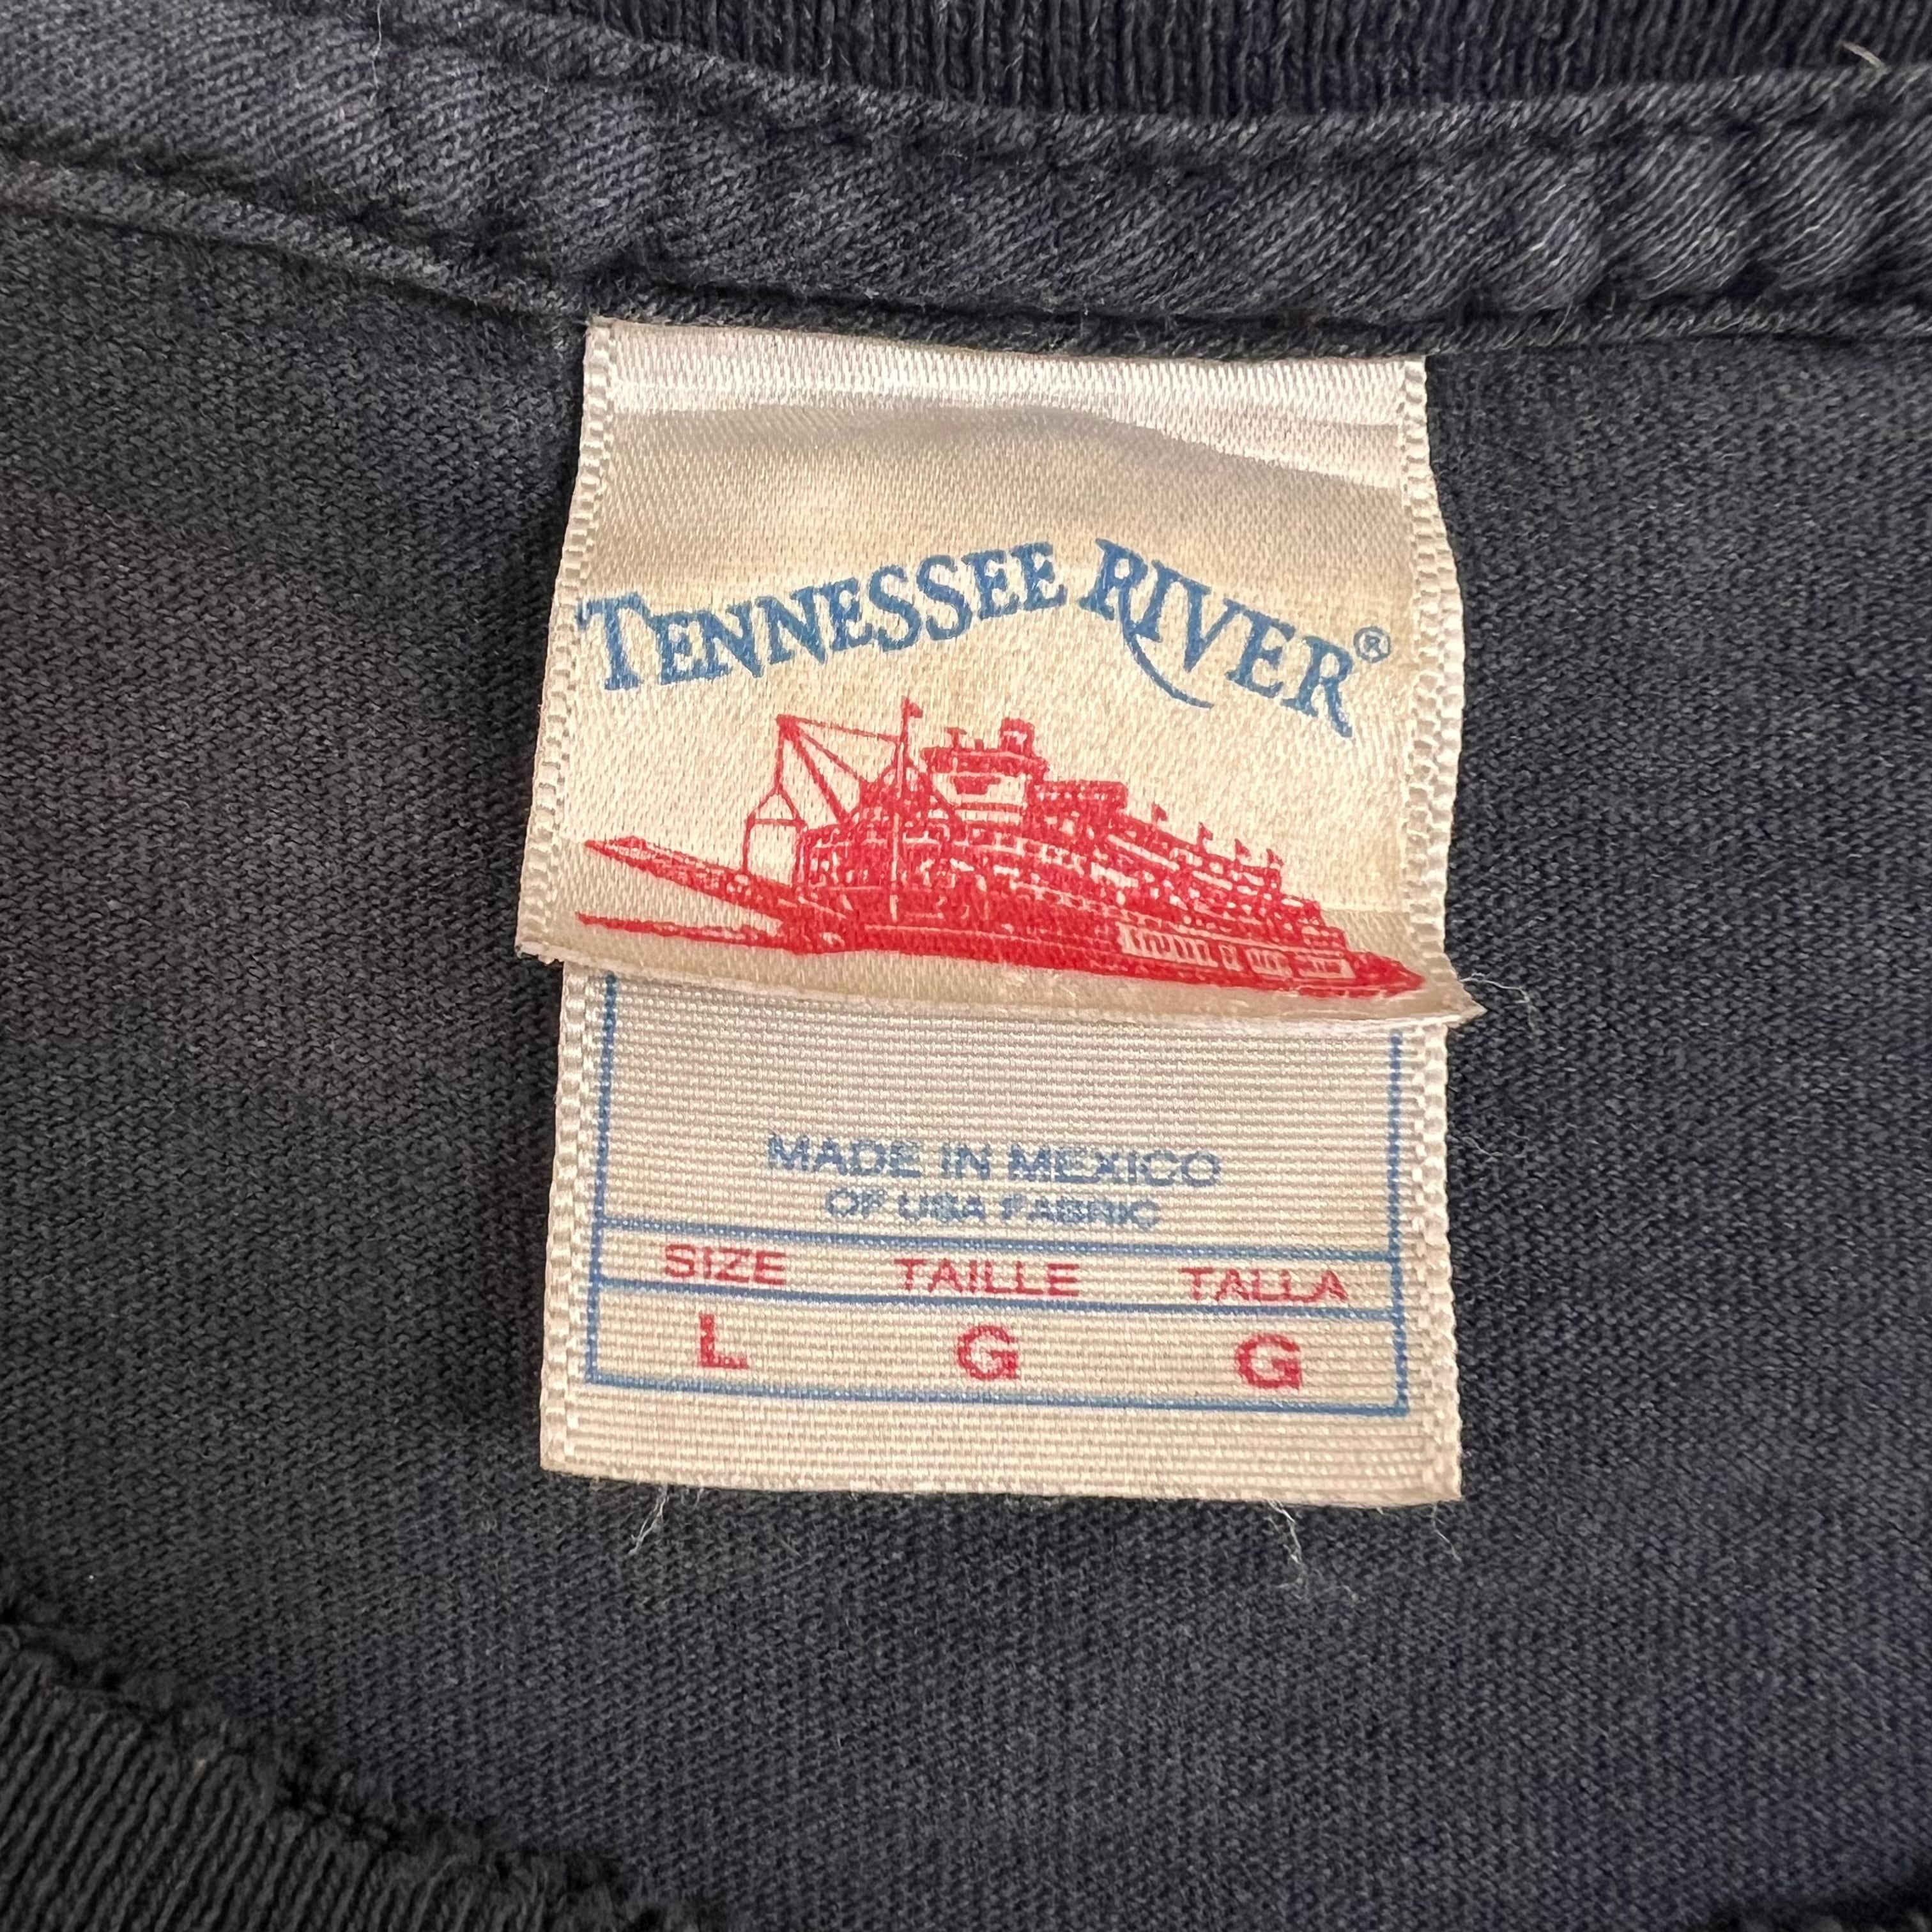 TENNESSEE RIVER®
MADE IN MEXICO
OF USA FABRIC
SIZE TAILLE TALLA
L G G